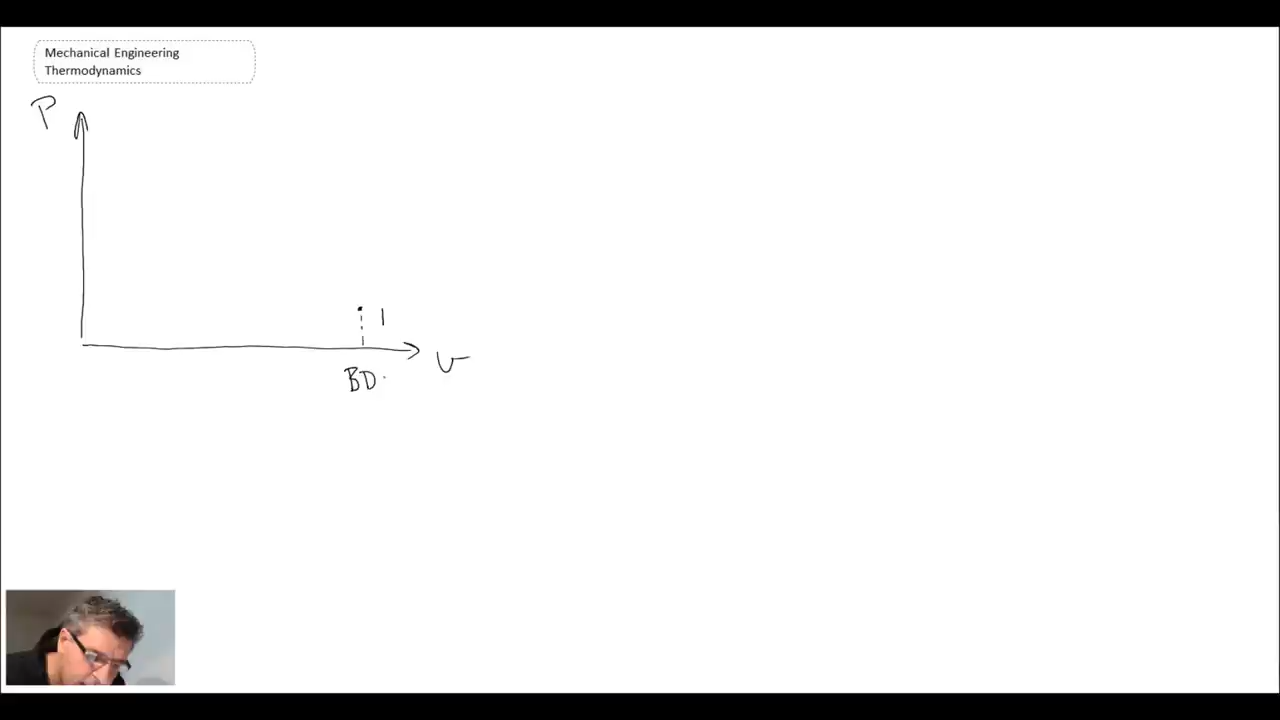 Mechanical Engineering
Thermodynamics
P
1
v
BD.